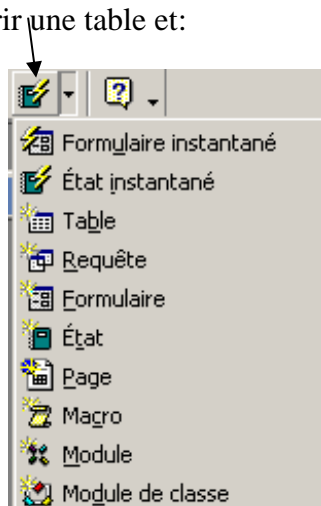 rir une table et:
Formulaire instantané
État instantané
Table
Requête
Formulaire
État
Page
Macro
Module
Module de classe